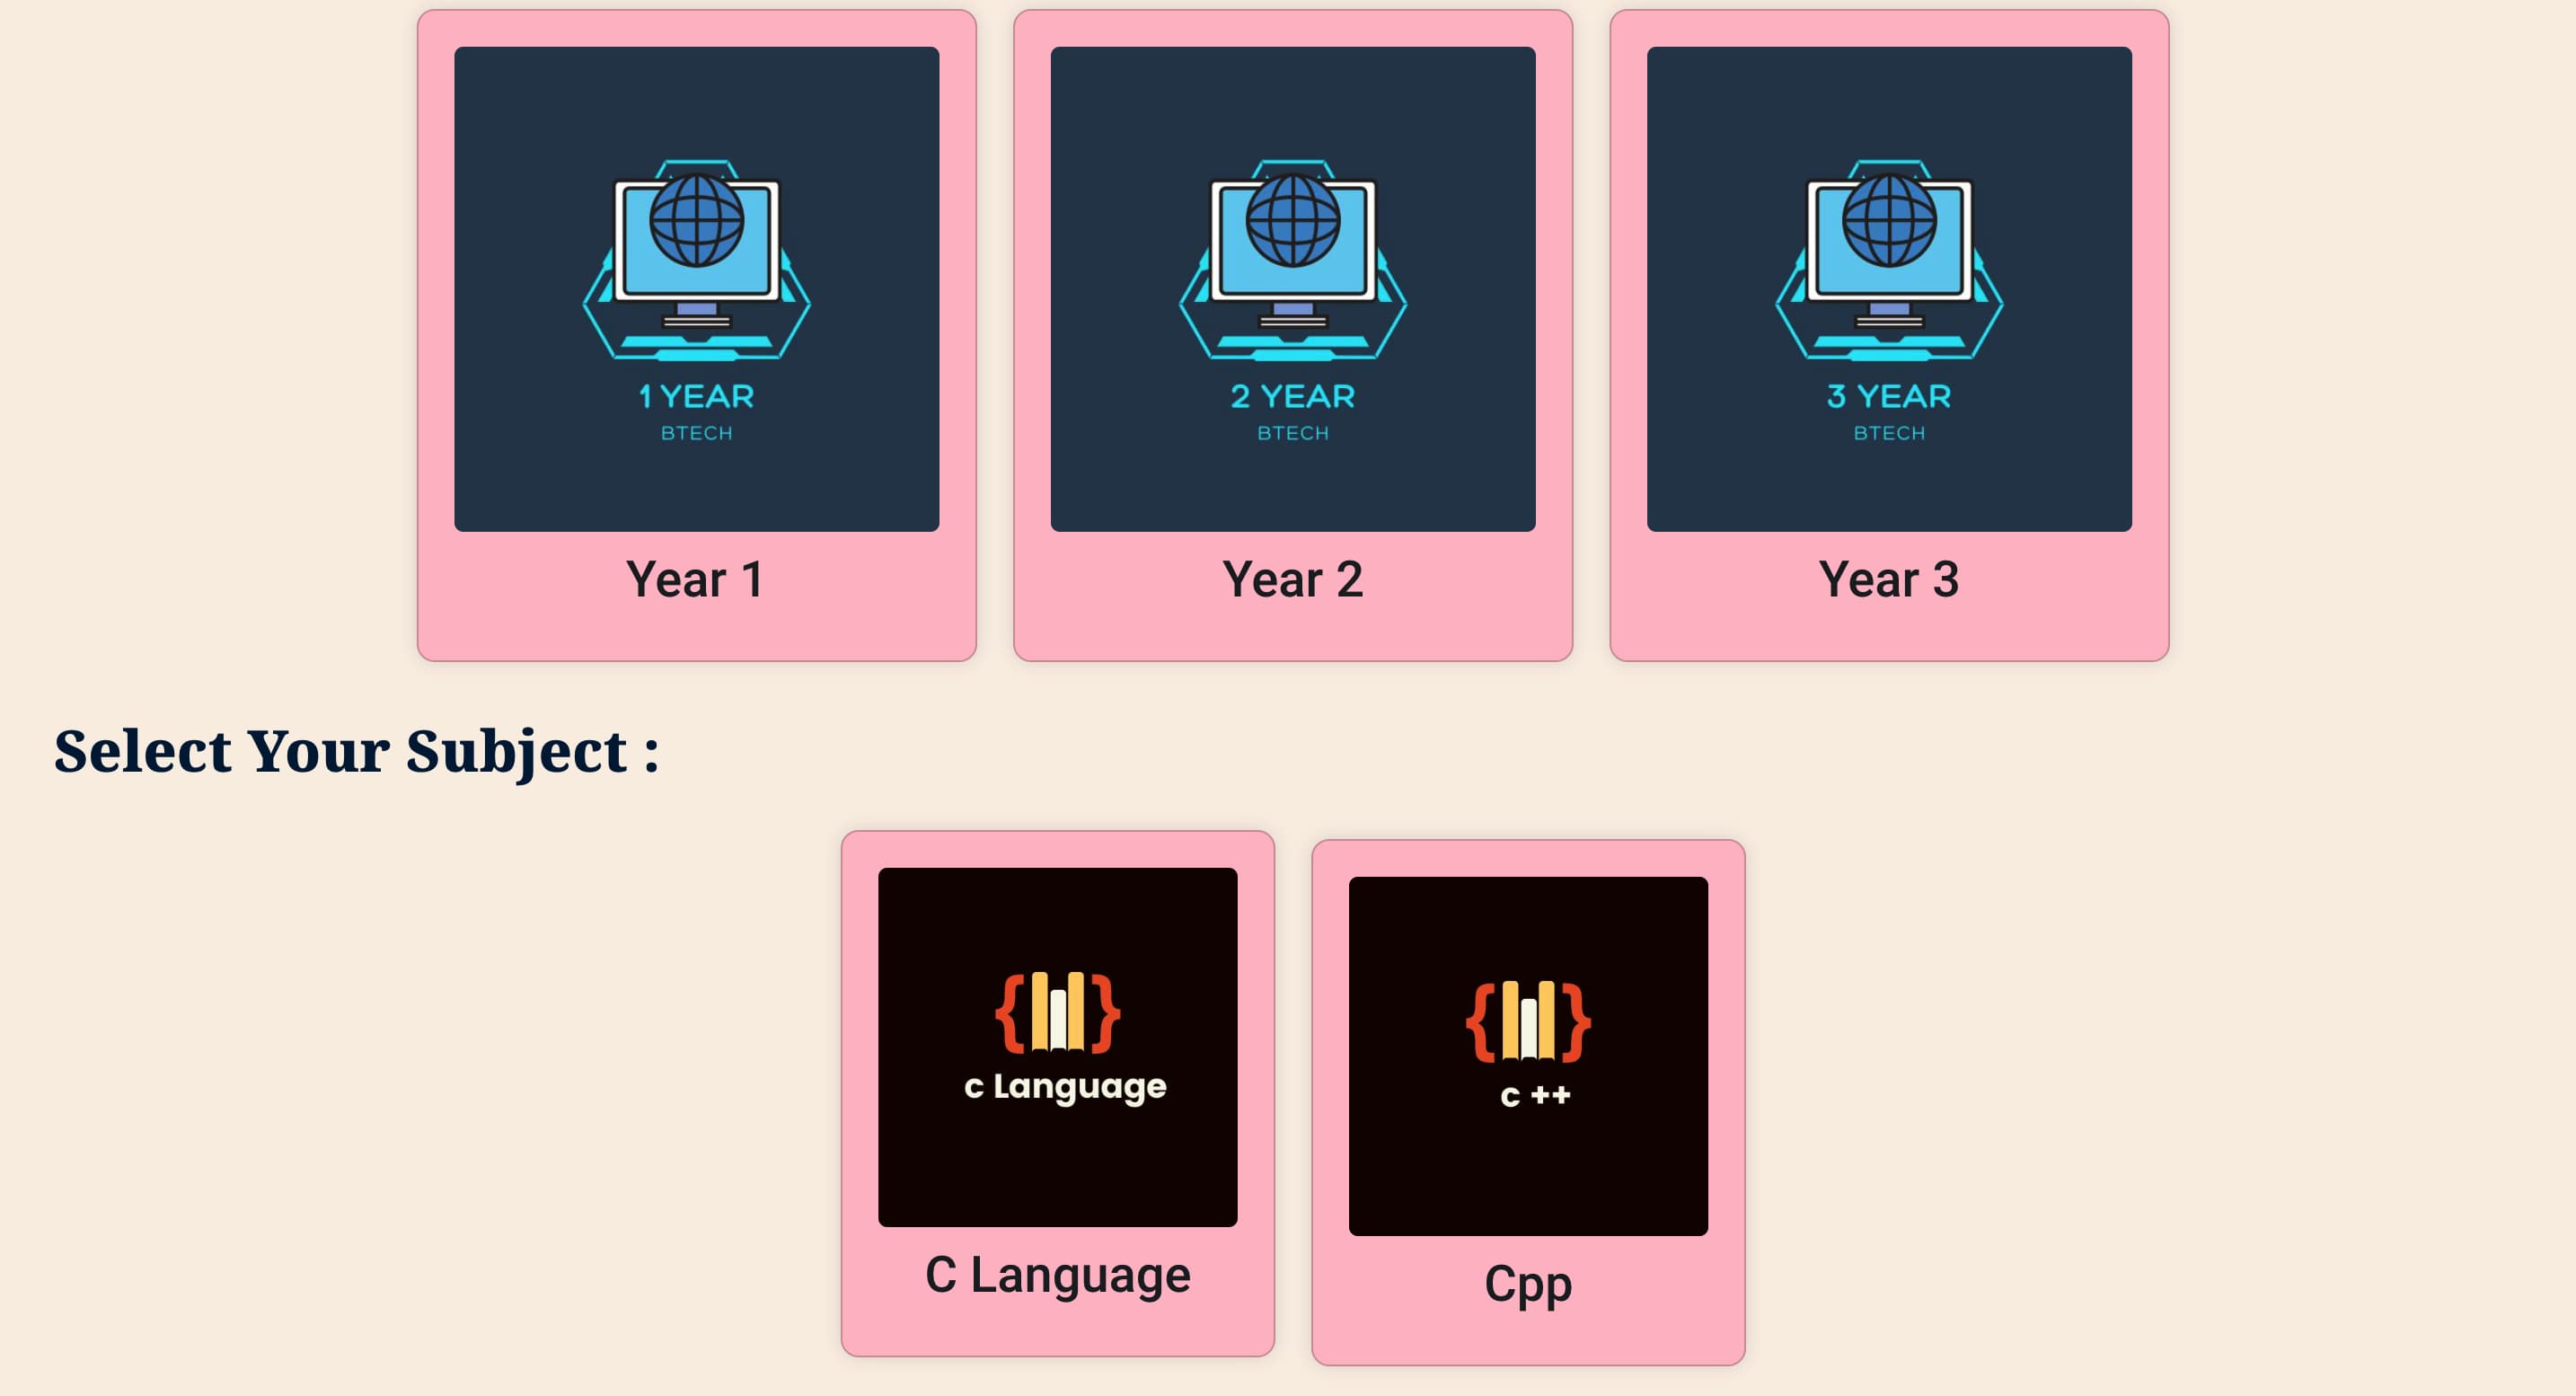 1 YEAR
BTECH
Year 1
2 YEAR
BTECH
Year 2
3 YEAR
BTECH
Year 3
Select Your Subject :
c Language
C Language
c ++
Cpp